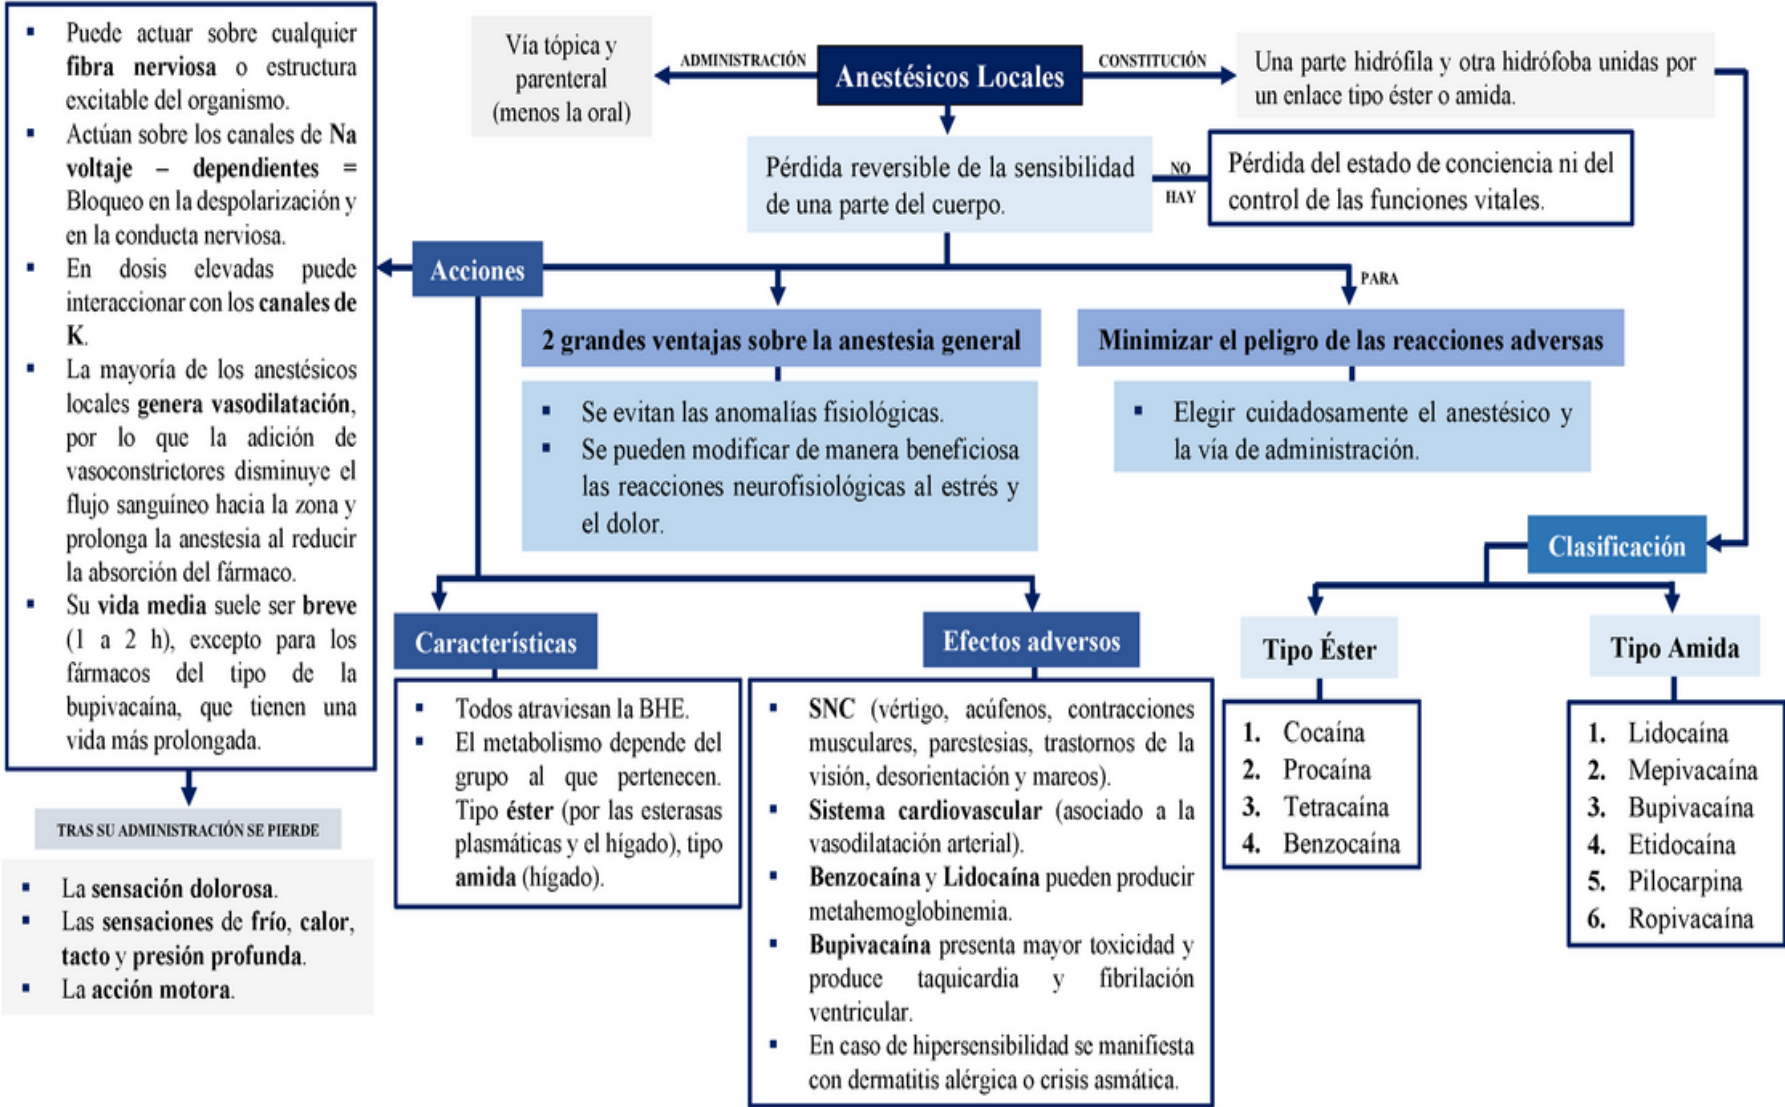 Puede actuar sobre cualquier
fibra nerviosa o estructura
excitable del organismo.
Actúan sobre los canales de Na
voltaje – dependientes =
Bloqueo en la despolarización y
en la conducta nerviosa.
En dosis elevadas puede
interaccionar con los canales de
K.
La mayoría de los anestésicos
locales genera vasodilatación,
por lo que la adición de
vasoconstrictores disminuye el
flujo sanguíneo hacia la zona y
prolonga la anestesia al reducir
la absorción del fármaco.
Su vida media suele ser breve
(1 a 2 h), excepto para los
fármacos del tipo de la
bupivacaína, que tienen una
vida más prolongada.
TRAS SU ADMINISTRACIÓN SE PIERDE
La sensación dolorosa.
Las sensaciones de frío, calor,
tacto y presión profunda.
La acción motora.
Vía tópica y
parenteral
(menos la oral)
ADMINISTRACIÓN
Anestésicos Locales
CONSTITUCIÓN
Una parte hidrófila y otra hidrófoba unidas por
un enlace tipo éster o amida.
Pérdida reversible de la sensibilidad
de una parte del cuerpo.
NO
HAY
Pérdida del estado de conciencia ni del
control de las funciones vitales.
Acciones
PARA
2 grandes ventajas sobre la anestesia general
Se evitan las anomalías fisiológicas.
Se pueden modificar de manera beneficiosa
las reacciones neurofisiológicas al estrés y
el dolor.
Minimizar el peligro de las reacciones adversas
Elegir cuidadosamente el anestésico y
la vía de administración.
Características
Todos atraviesan la BHE.
El metabolismo depende del
grupo al que pertenecen.
Tipo éster (por las esterasas
plasmáticas y el hígado), tipo
amida (hígado).
Efectos adversos
SNC (vértigo, acúfenos, contracciones
musculares, parestesias, trastornos de la
visión, desorientación y mareos).
Sistema cardiovascular (asociado a la
vasodilatación arterial).
Benzocaína y Lidocaína pueden producir
metahemoglobinemia.
Bupivacaína presenta mayor toxicidad y
produce taquicardia y fibrilación
ventricular.
En caso de hipersensibilidad se manifiesta
con dermatitis alérgica o crisis asmática.
Clasificación
Tipo Éster
1. Cocaína
2. Procaína
3. Tetracaína
4. Benzocaína
Tipo Amida
1. Lidocaína
2. Mepivacaína
3. Bupivacaína
4. Etidocaína
5. Pilocarpina
6. Ropivacaína